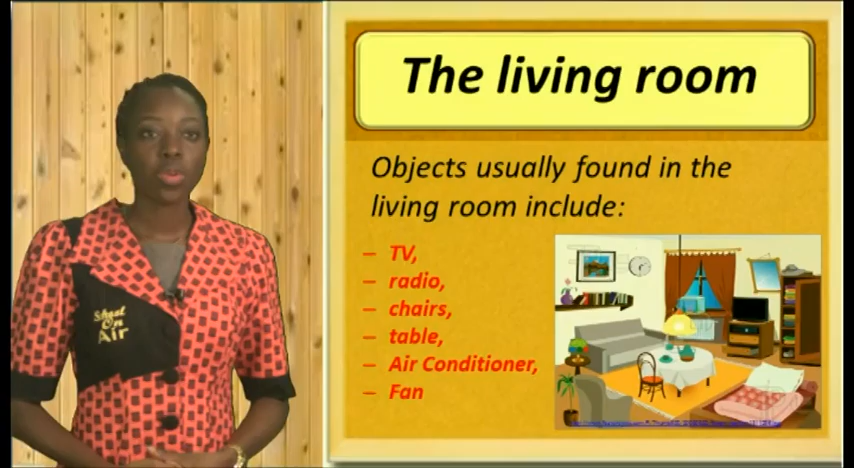 The living room
Objects usually found in the
living room include:
– TV,
– radio,
– chairs,
– table,
– Air Conditioner,
– Fan
School
On
Air